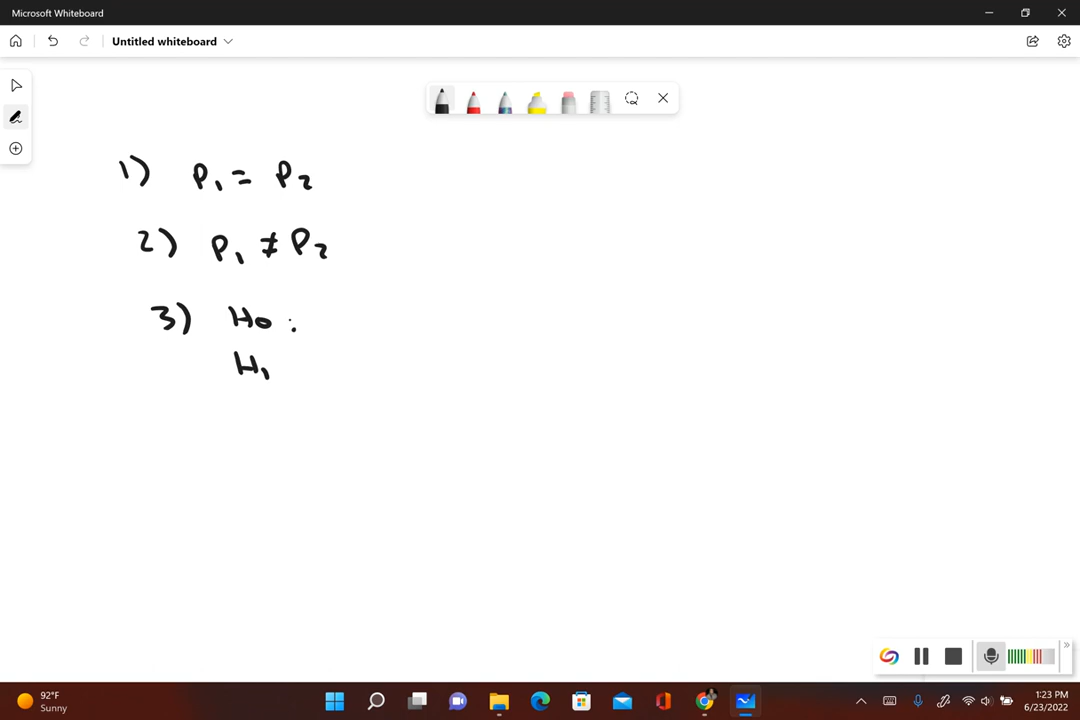 Microsoft Whiteboard
Untitled whiteboard
1) P₁ = P₂
2) P₁ ≠ P₂
3) Ho :
H₁
92°F
Sunny
1:23 PM
6/23/2022